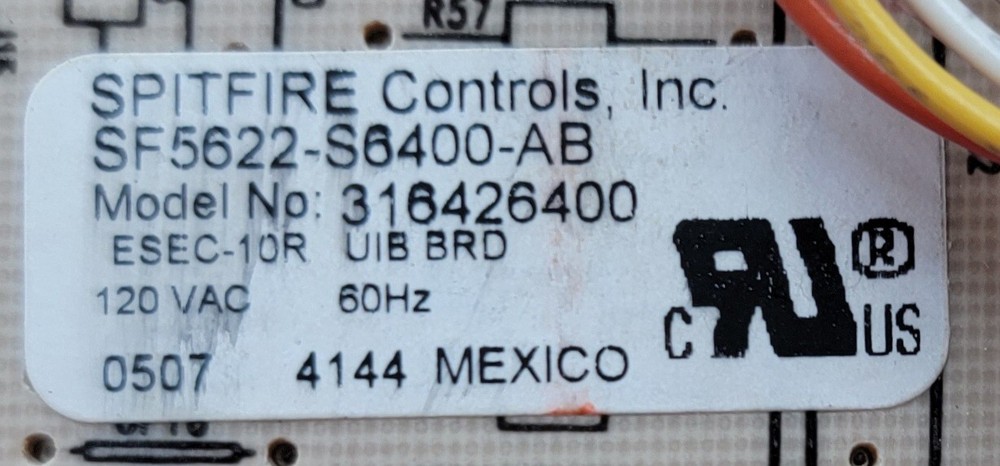 R57
SPITFIRE Controls, Inc.
SF5622-S6400-AB
Model No: 316426400
ESEC-10R UIB BRD
120 VAC 60Hz
0507 4144 MEXICO
C RU US ®